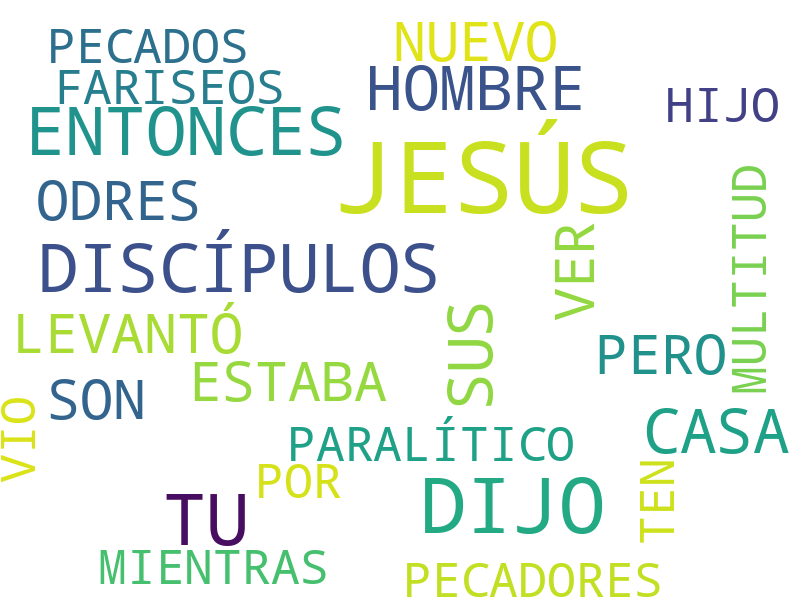 PECADOS
NUEVO
FARISEOS
HOMBRE
HIJO
ENTONCES
JESÚS
ODRES
MULTITUD
DISCÍPULOS
VER
LEVANTÓ
SUS
PERO
ESTABA
SON
VIO
CASA
PARALÍTICO
POR
TEN
DIJO
TU
MIENTRAS
PECADORES